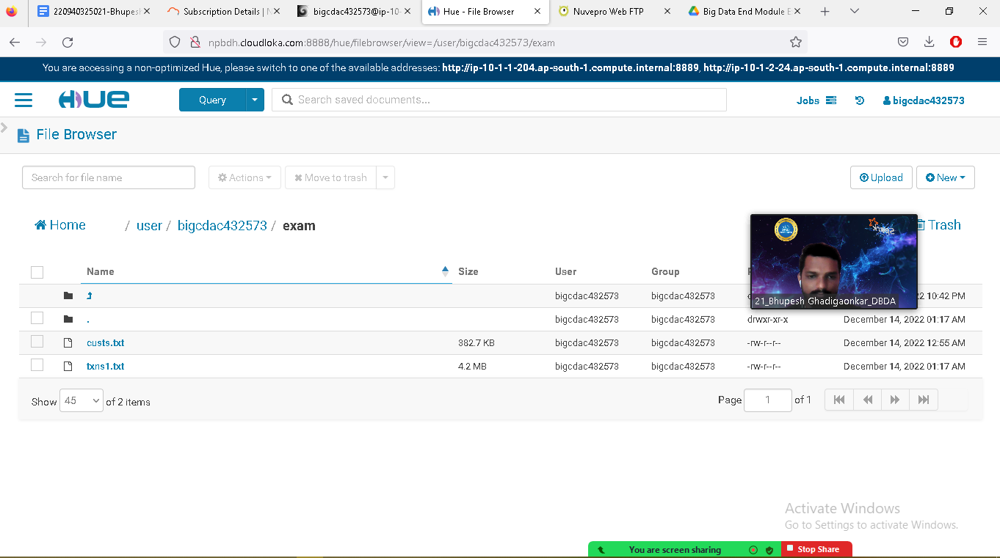 220940325021-Bhupesh
Subscription Details | N
bigcdac432573@ip-10-
Hue - File Browser
Nuvepro Web FTP
Big Data End Module E
npbdh.cloudloka.com:8888/hue/filebrowser/view=/user/bigcdac432573/exam
You are accessing a non-optimized Hue, please switch to one of the available addresses: http://ip-10-1-1-204.ap-south-1.compute.internal:8889, http://ip-10-1-2-24.ap-south-1.compute.internal:8889
HUE Query Search saved documents... Jobs bigcdac432573
File Browser
Search for file name Actions Move to trash Upload New
Home / user / bigcdac432573 / exam Trash
Name Size User Group
bigcdac432573 bigcdac432573 22 10:42 PM
21_Bhupesh Ghadigaonkar_DBDA
. bigcdac432573 bigcdac432573 drwxr-xr-x December 14, 2022 01:17 AM
custs.txt 382.7 KB bigcdac432573 bigcdac432573 -rw-r--r-- December 14, 2022 12:55 AM
txns1.txt 4.2 MB bigcdac432573 bigcdac432573 -rw-r--r-- December 14, 2022 01:17 AM
Show 45 of 2 items Page 1 of 1
Activate Windows
Go to Settings to activate Windows.
You are screen sharing Stop Share